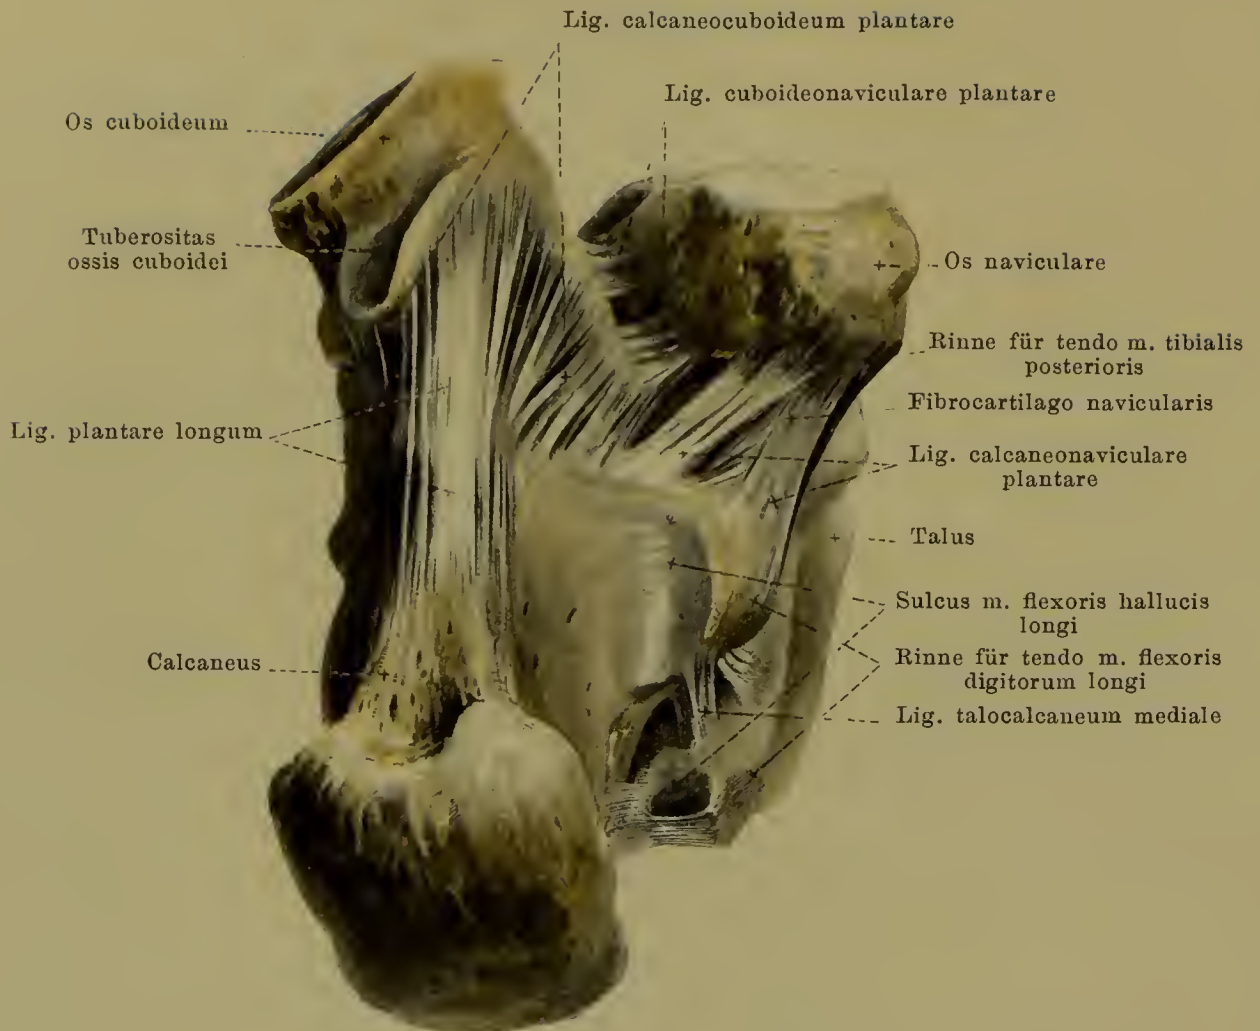 Lig. calcaneocuboideum plantare
Lig. cuboideonaviculare plantare
Os cuboideum
Tuberositas
ossis cuboidei
Os naviculare
Rinne für tendo m. tibialis
posterioris
Fibrocartilago navicularis
Lig. plantare longum
Lig. calcaneonaviculare
plantare
Talus
Sulcus m. flexoris hallucis
longi
Calcaneus
Rinne für tendo m. flexoris
digitorum longi
Lig. talocalcaneum mediale